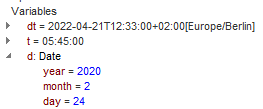 Variables
dt = 2022-04-21T12:33:00+02:00[Europe/Berlin]
t = 05:45:00
d: Date
year = 2020
month = 2
day = 24